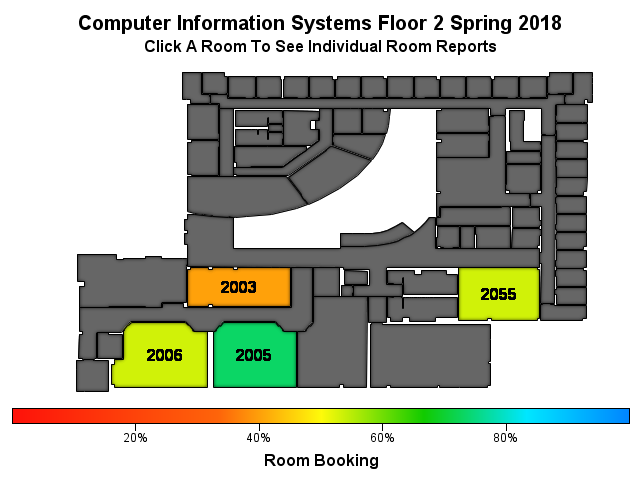 Computer Information Systems Floor 2 Spring 2018
Click A Room To See Individual Room Reports
2003
2055
2006
2005
20%
40%
60%
80%
Room Booking